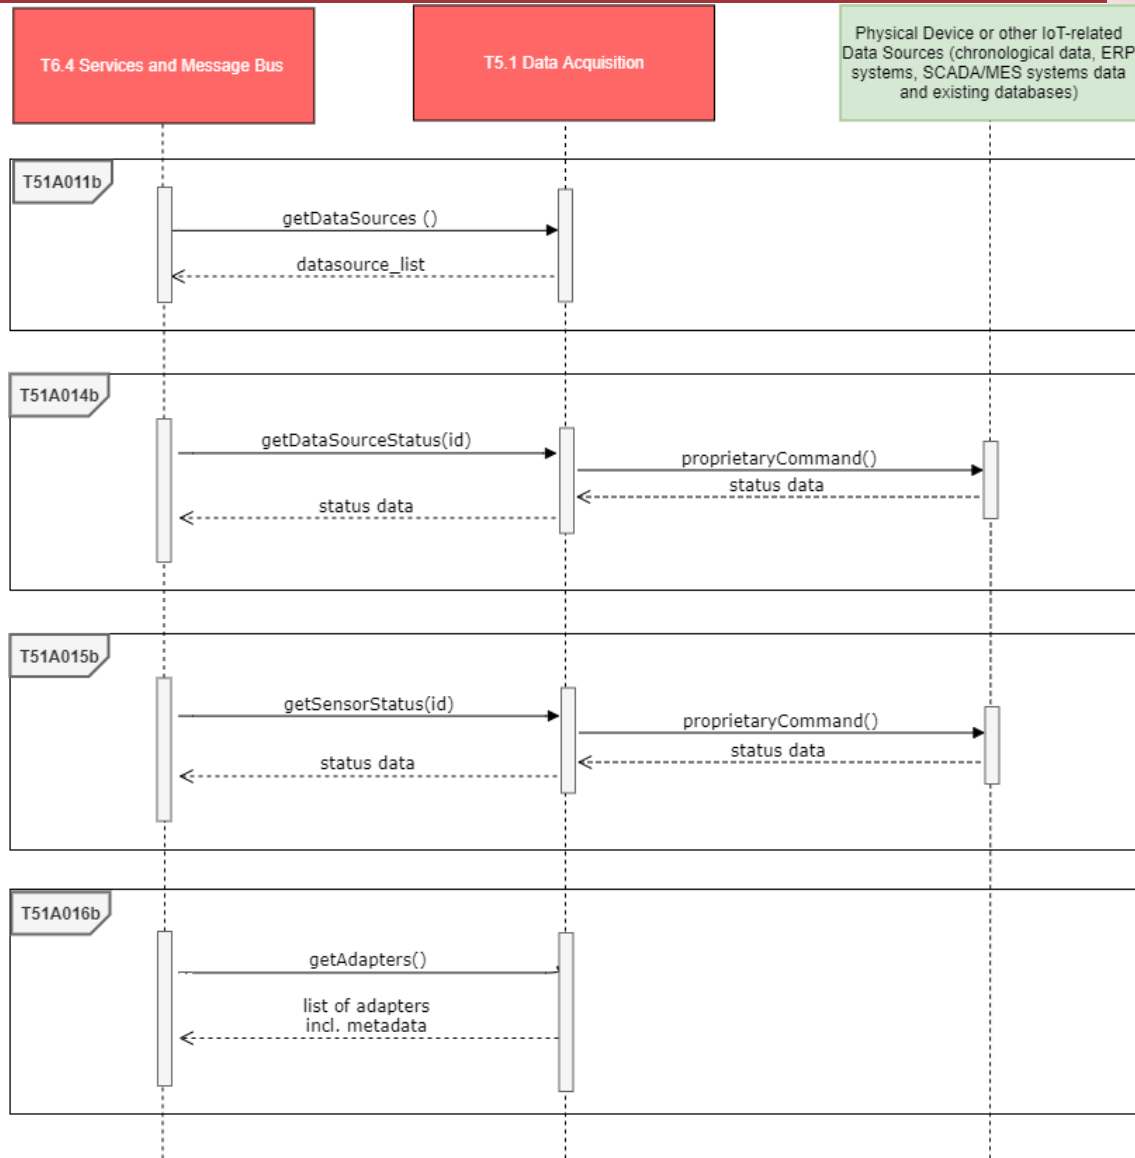 T6.4 Services and Message Bus
T5.1 Data Acquisition
Physical Device or other IoT-related
Data Sources (chronological data, ERP
systems, SCADA/MES systems data
and existing databases)
T51A011b
getDataSources ()
datasource_list
T51A014b
getDataSourceStatus(id)
proprietaryCommand()
status data
status data
T51A015b
getSensorStatus(id)
proprietaryCommand()
status data
status data
T51A016b
getAdapters()
list of adapters
incl. metadata